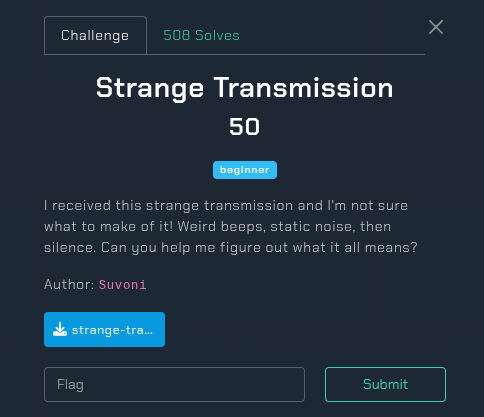 Challenge
508 Solves
Strange Transmission
50
beginner
I received this strange transmission and I'm not sure
what to make of it! Weird beeps, static noise, then
silence. Can you help me figure out what it all means?
Author: Suvoni
strange-tra...
Flag
Submit